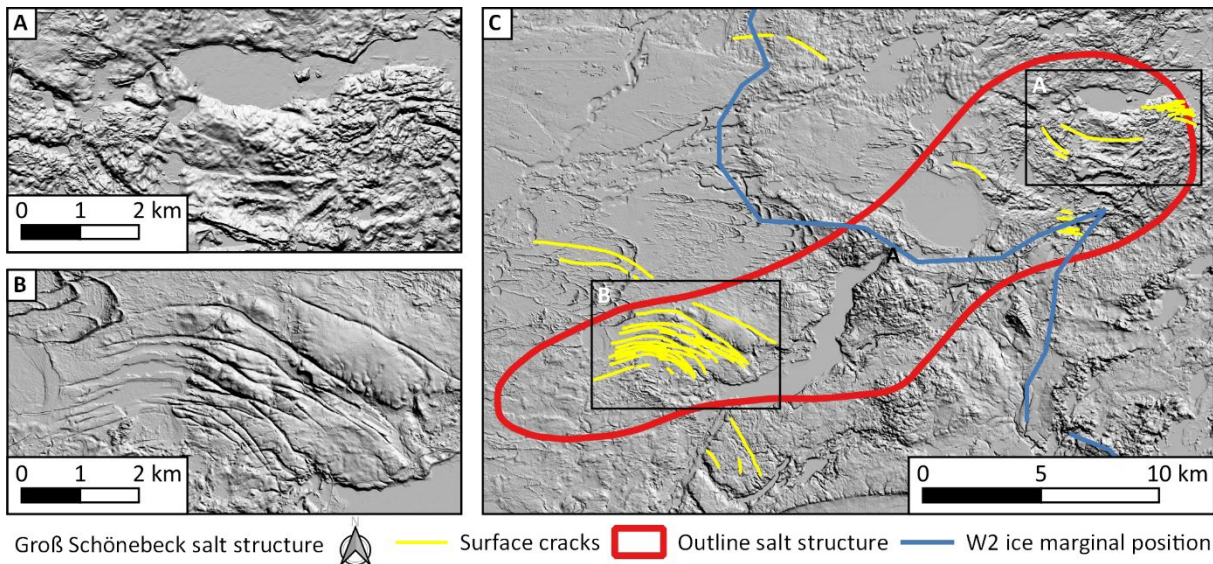 A
0 1 2 km
B
0 1 2 km
C
A
A
B
0 5 10 km
Groß Schönebeck salt structure N Surface cracks Outline salt structure W2 ice marginal position